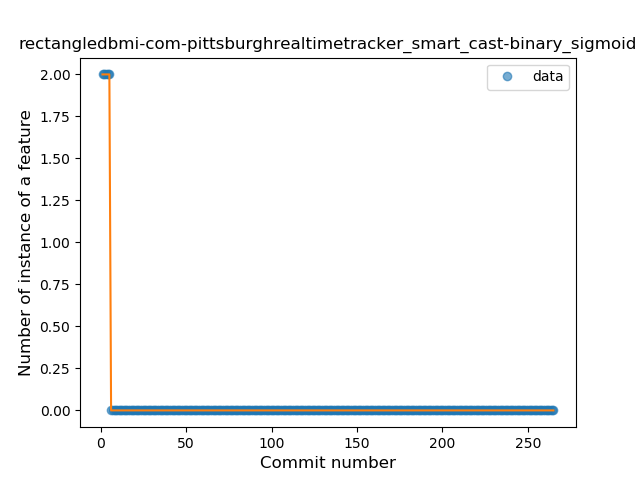 rectangledbmi-com-pittsburghrealtimetracker_smart_cast-binary_sigmoid
data
2.00
1.75
1.50
1.25
1.00
0.75
0.50
0.25
0.00
Number of instance of a feature
0 50 100 150 200 250
Commit number